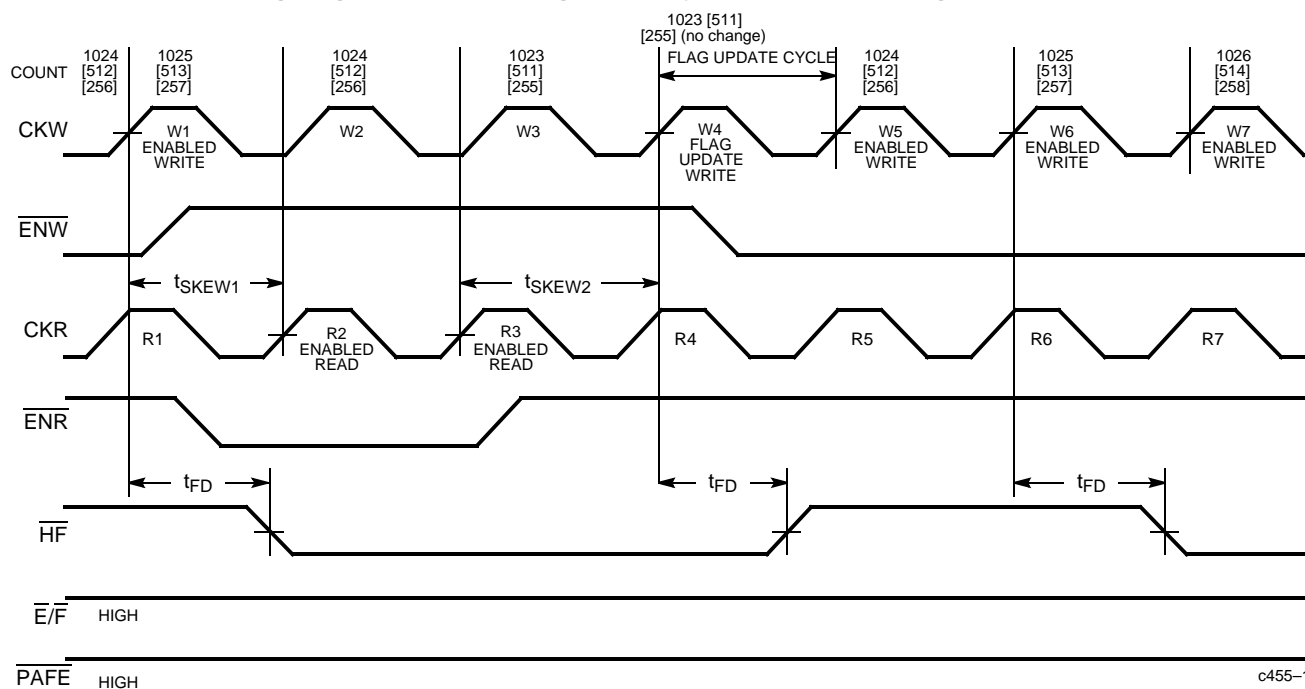 1023 [511]
[255] (no change)
FLAG UPDATE CYCLE
COUNT
1024
[512]
[256]
1025
[513]
[257]
1024
[512]
[256]
1023
[511]
[255]
1024
[512]
[256]
1025
[513]
[257]
1026
[514]
[258]
CKW
W1
ENABLED
WRITE
W2
W3
W4
FLAG
UPDATE
WRITE
W5
ENABLED
WRITE
W6
ENABLED
WRITE
W7
ENABLED
WRITE
ENW
tSKEW1
tSKEW2
CKR
R1
R2
ENABLED
READ
R3
ENABLED
READ
R4
R5
R6
R7
ENR
tFD
tFD
tFD
HF
E/F
HIGH
PAFE
HIGH